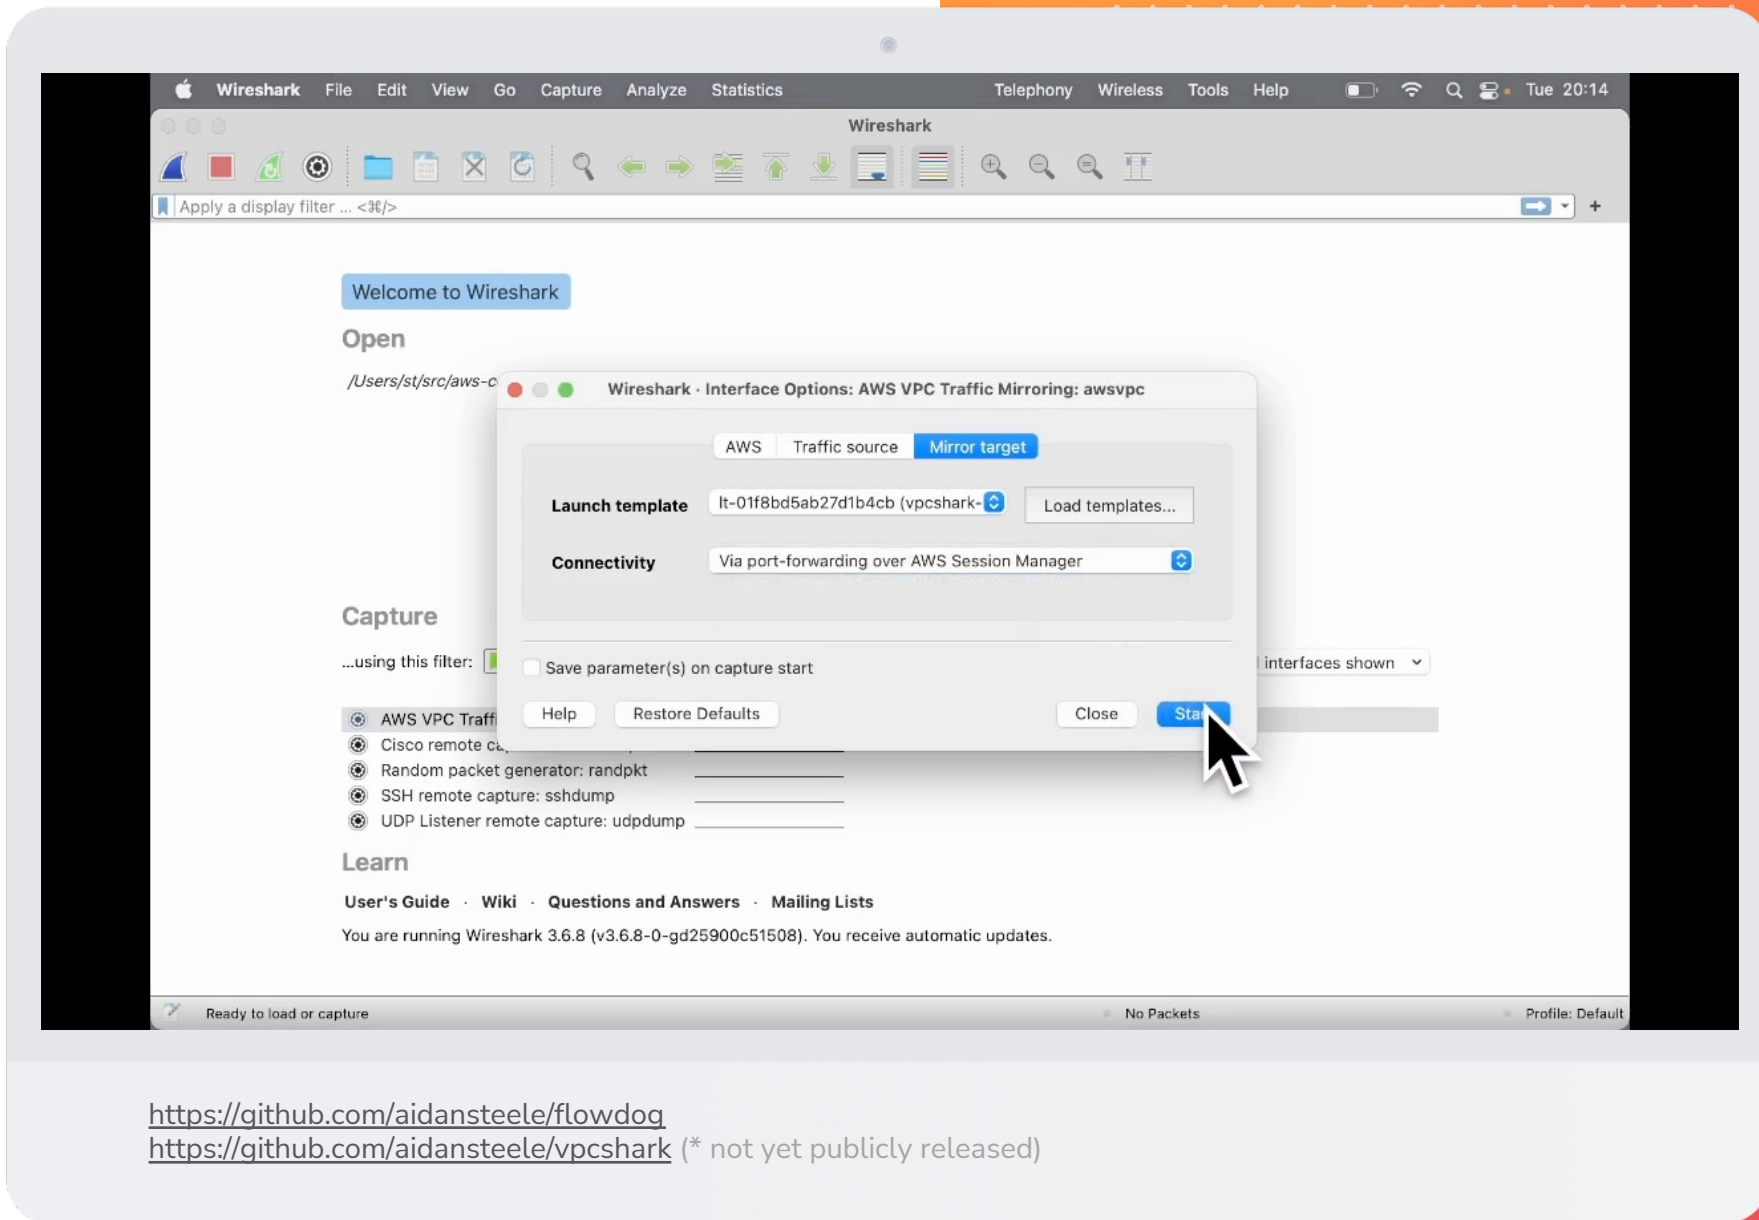 Wireshark File Edit View Go Capture Analyze Statistics Telephony Wireless Tools Help Tue 20:14
Wireshark
Apply a display filter ... <⌘/>
+
Welcome to Wireshark
Open
/Users/st/src/aws-c
Wireshark · Interface Options: AWS VPC Traffic Mirroring: awsvpc
AWS Traffic source Mirror target
Launch template lt-01f8bd5ab27d1b4cb (vpcshark- Load templates...
Connectivity Via port-forwarding over AWS Session Manager
Capture
...using this filter: interfaces shown
Save parameter(s) on capture start
Help Restore Defaults Close Sta
AWS VPC Traff
Cisco remote ca
Random packet generator: randpkt
SSH remote capture: sshdump
UDP Listener remote capture: udpdump
Learn
User's Guide · Wiki · Questions and Answers · Mailing Lists
You are running Wireshark 3.6.8 (v3.6.8-0-gd25900c51508). You receive automatic updates.
Ready to load or capture No Packets Profile: Default
https://github.com/aidansteele/flowdog
https://github.com/aidansteele/vpcshark (* not yet publicly released)